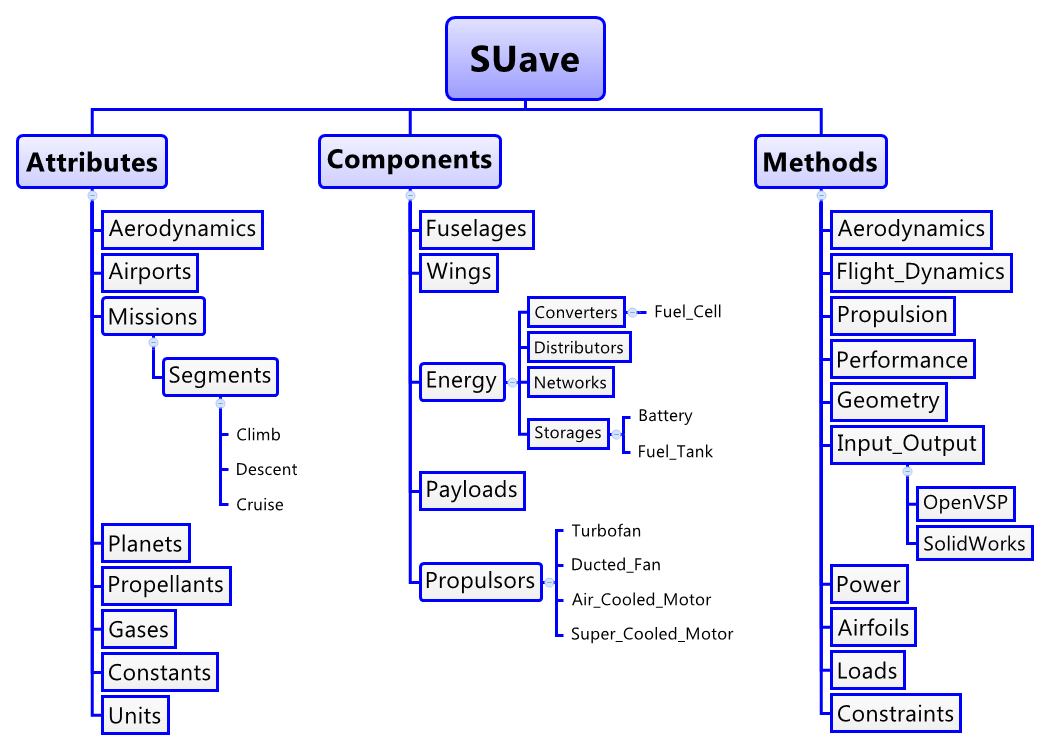 SUave
Attributes
Aerodynamics
Airports
Missions
Segments
Climb
Descent
Cruise
Planets
Propellants
Gases
Constants
Units
Components
Fuselages
Wings
Energy
Converters
Fuel_Cell
Distributors
Networks
Storages
Battery
Fuel_Tank
Payloads
Propulsors
Turbofan
Ducted_Fan
Air_Cooled_Motor
Super_Cooled_Motor
Methods
Aerodynamics
Flight_Dynamics
Propulsion
Performance
Geometry
Input_Output
OpenVSP
SolidWorks
Power
Airfoils
Loads
Constraints